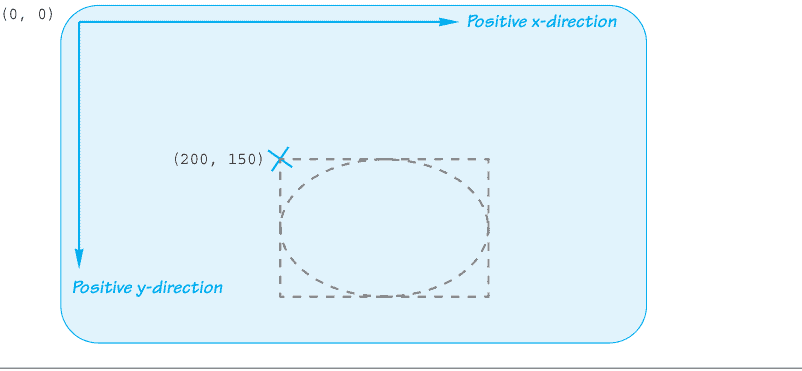 (0, 0)
Positive x-direction
(200, 150)
Positive y-direction